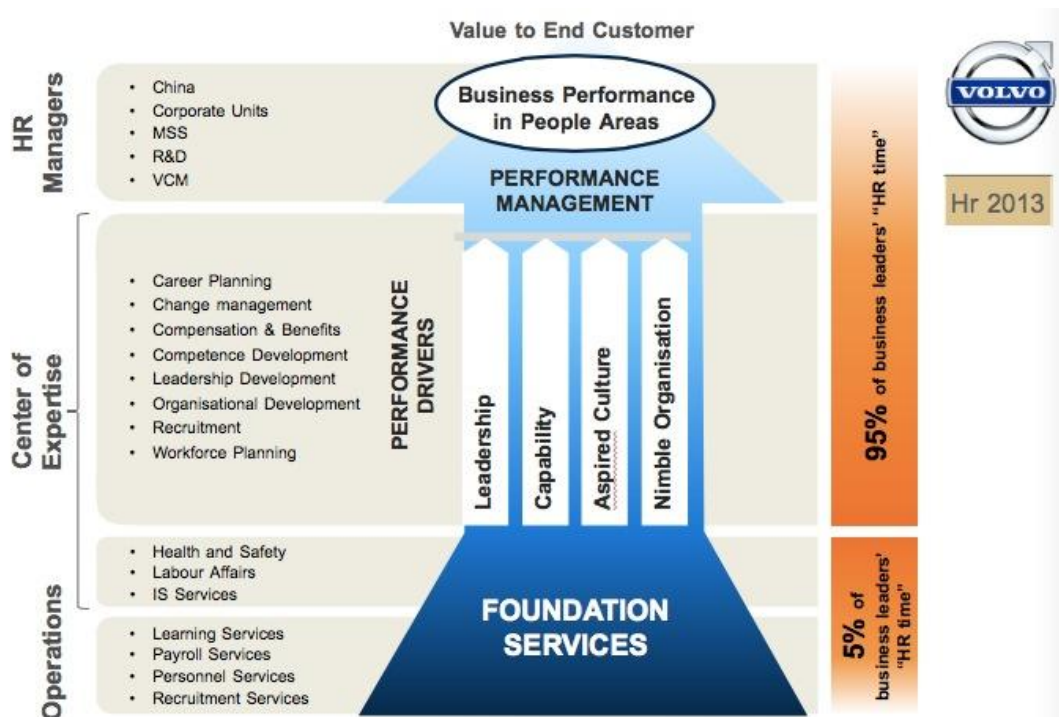 Value to End Customer
HR
Managers
• China
• Corporate Units
• MSS
• R&D
• VCM
Business Performance
in People Areas
PERFORMANCE
MANAGEMENT
VOLVO
Hr 2013
Center of
Expertise
• Career Planning
• Change management
• Compensation & Benefits
• Competence Development
• Leadership Development
• Organisational Development
• Recruitment
• Workforce Planning
PERFORMANCE
DRIVERS
Leadership
Capability
Aspired Culture
Nimble Organisation
95% of business leaders' “HR time”
Operations
• Health and Safety
• Labour Affairs
• IS Services
• Learning Services
• Payroll Services
• Personnel Services
• Recruitment Services
FOUNDATION
SERVICES
5% of
business leaders'
“HR time”